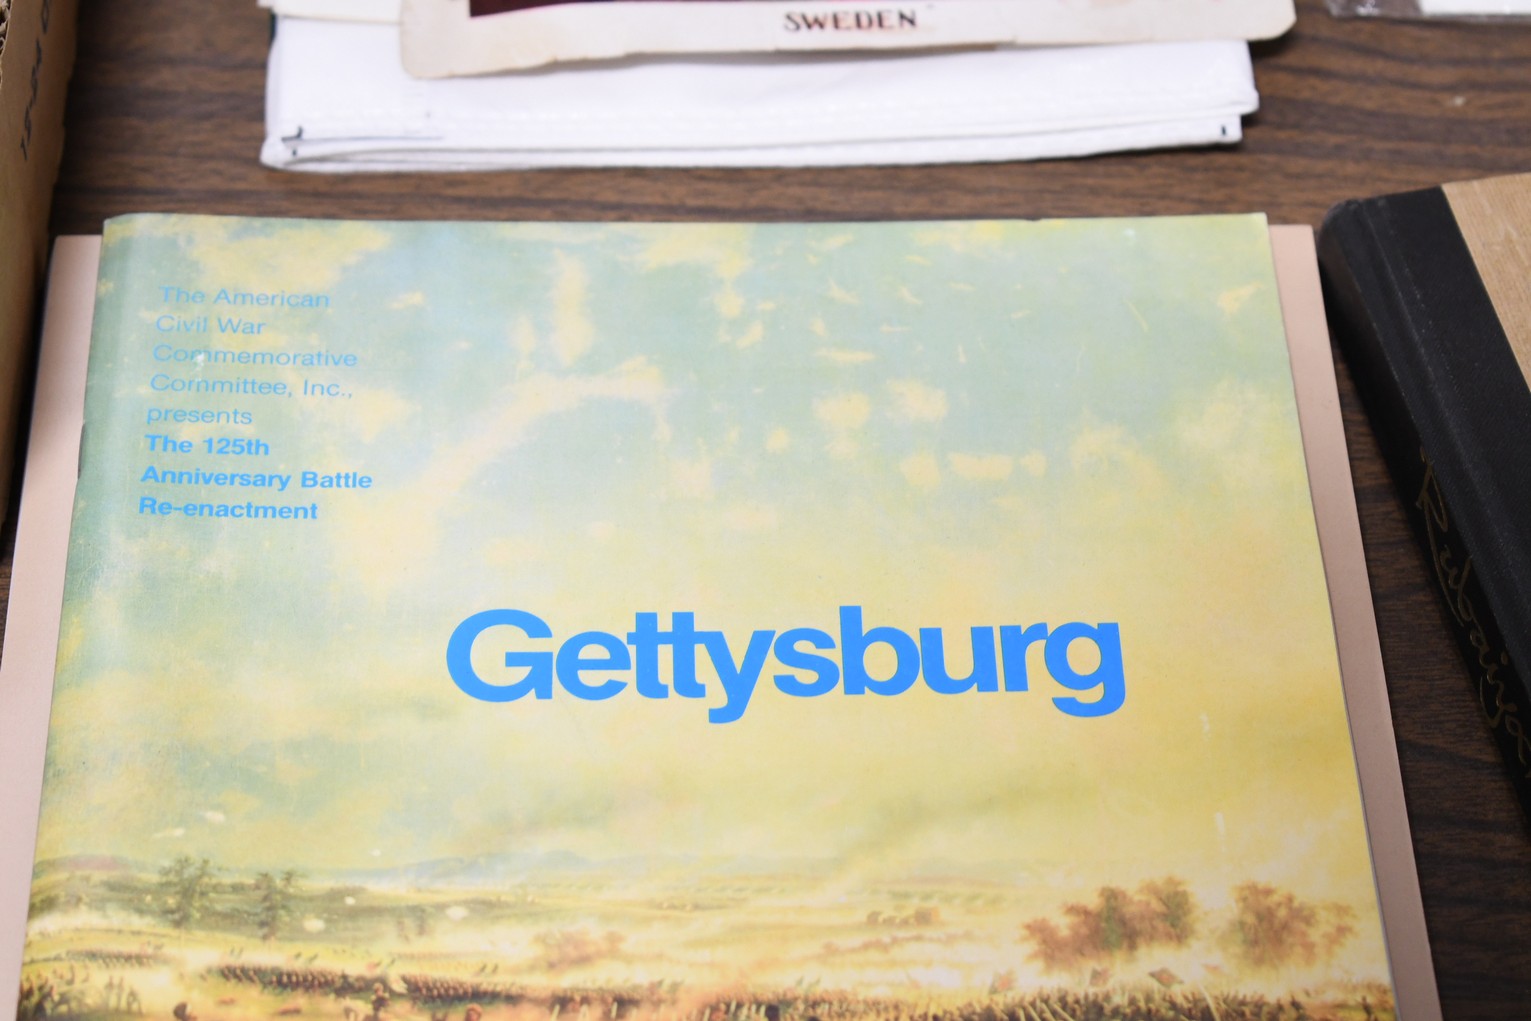 SWEDEN
The American
Civil War
Commemorative
Committee, Inc.,
presents
The 125th
Anniversary Battle
Re-enactment
Gettysburg